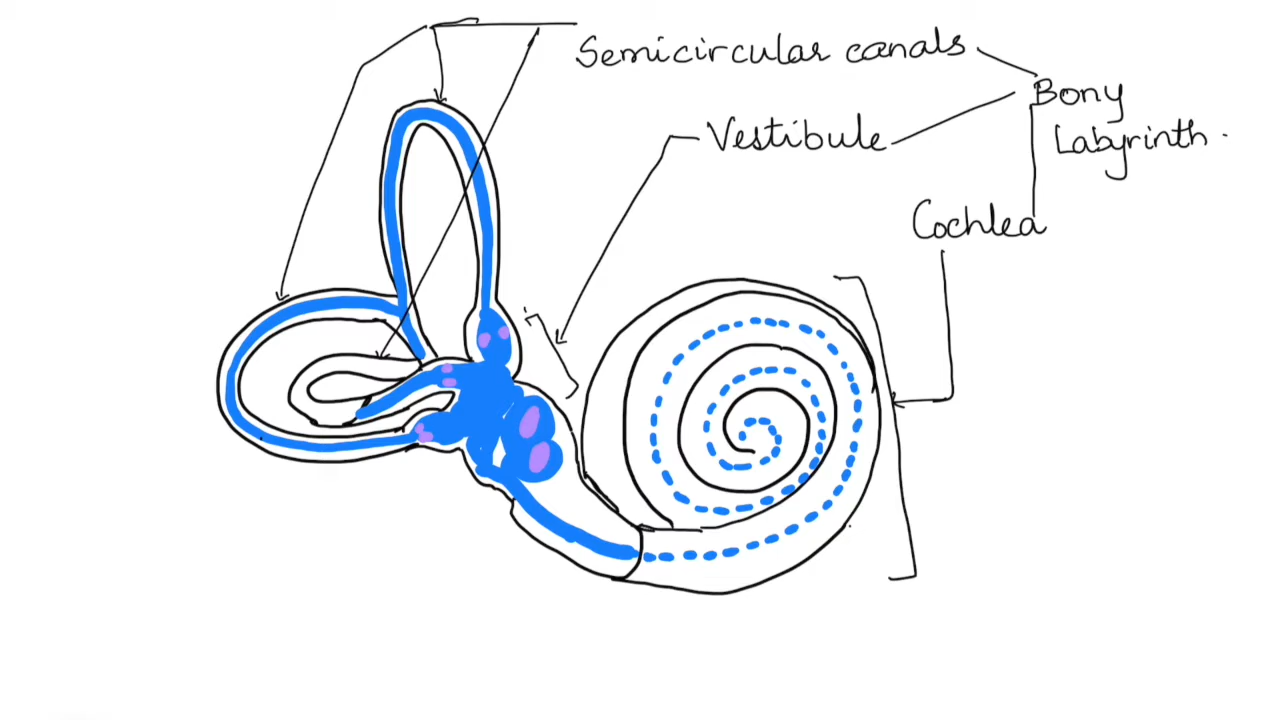 Semicircular canals
Bony
Labyrinth.
Vestibule
Cochlea